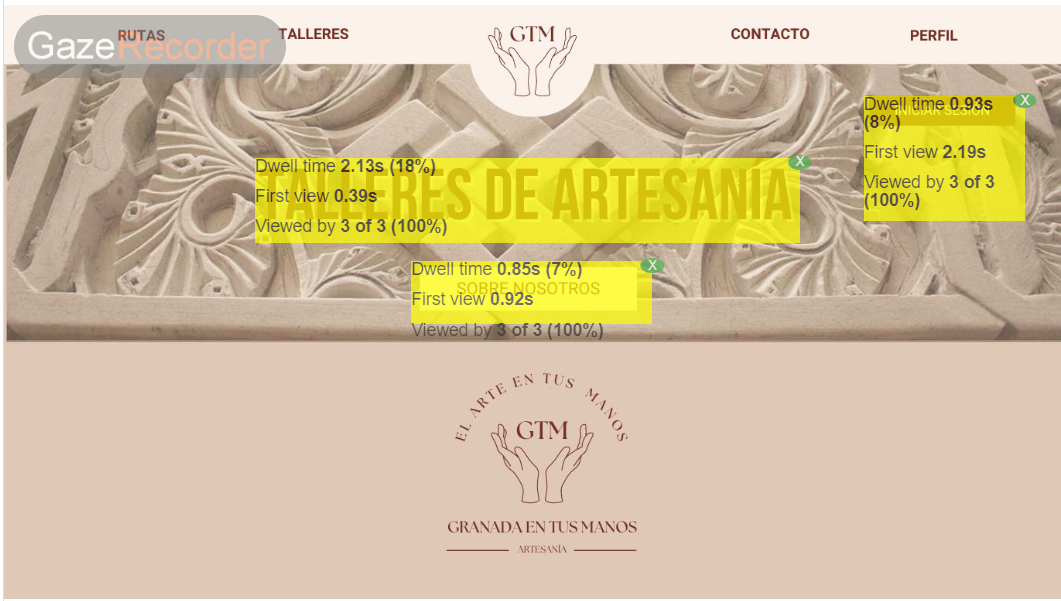 GazeRecorder
RUTAS
TALLERES
GTM
CONTACTO
PERFIL
Dwell time 0.93s
(8%)
INICIAR SESIÓN
X
First view 2.19s
Viewed by 3 of 3
(100%)
Dwell time 2.13s (18%)
X
First view 0.39s
TALLERES DE ARTESANÍA
Viewed by 3 of 3 (100%)
Dwell time 0.85s (7%)
X
SOBRE NOSOTROS
First view 0.92s
Viewed by 3 of 3 (100%)
EL ARTE EN TUS MANOS
GTM
GRANADA EN TUS MANOS
ARTESANÍA